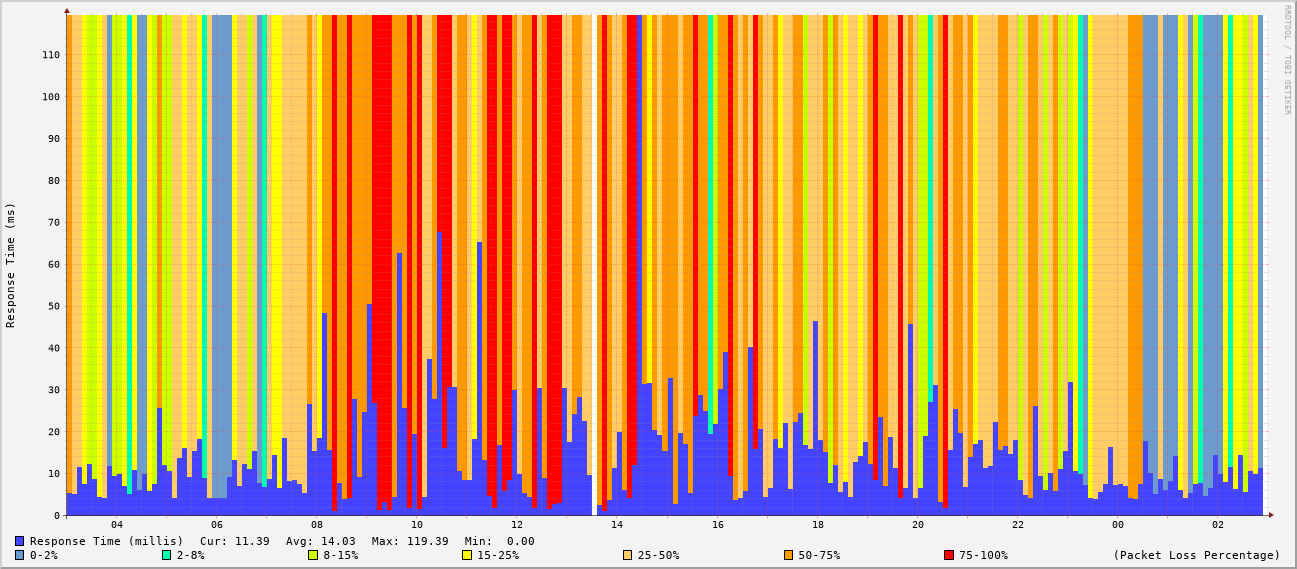 RRDTOOL / TOBI OETIKER
Response Time (ms)
110
100
90
80
70
60
50
40
30
20
10
0
04 06 08 10 12 14 16 18 20 22 00 02
Response Time (millis) Cur: 11.39 Avg: 14.03 Max: 119.39 Min: 0.00
0-2% 2-8% 8-15% 15-25% 25-50% 50-75% 75-100% (Packet Loss Percentage)